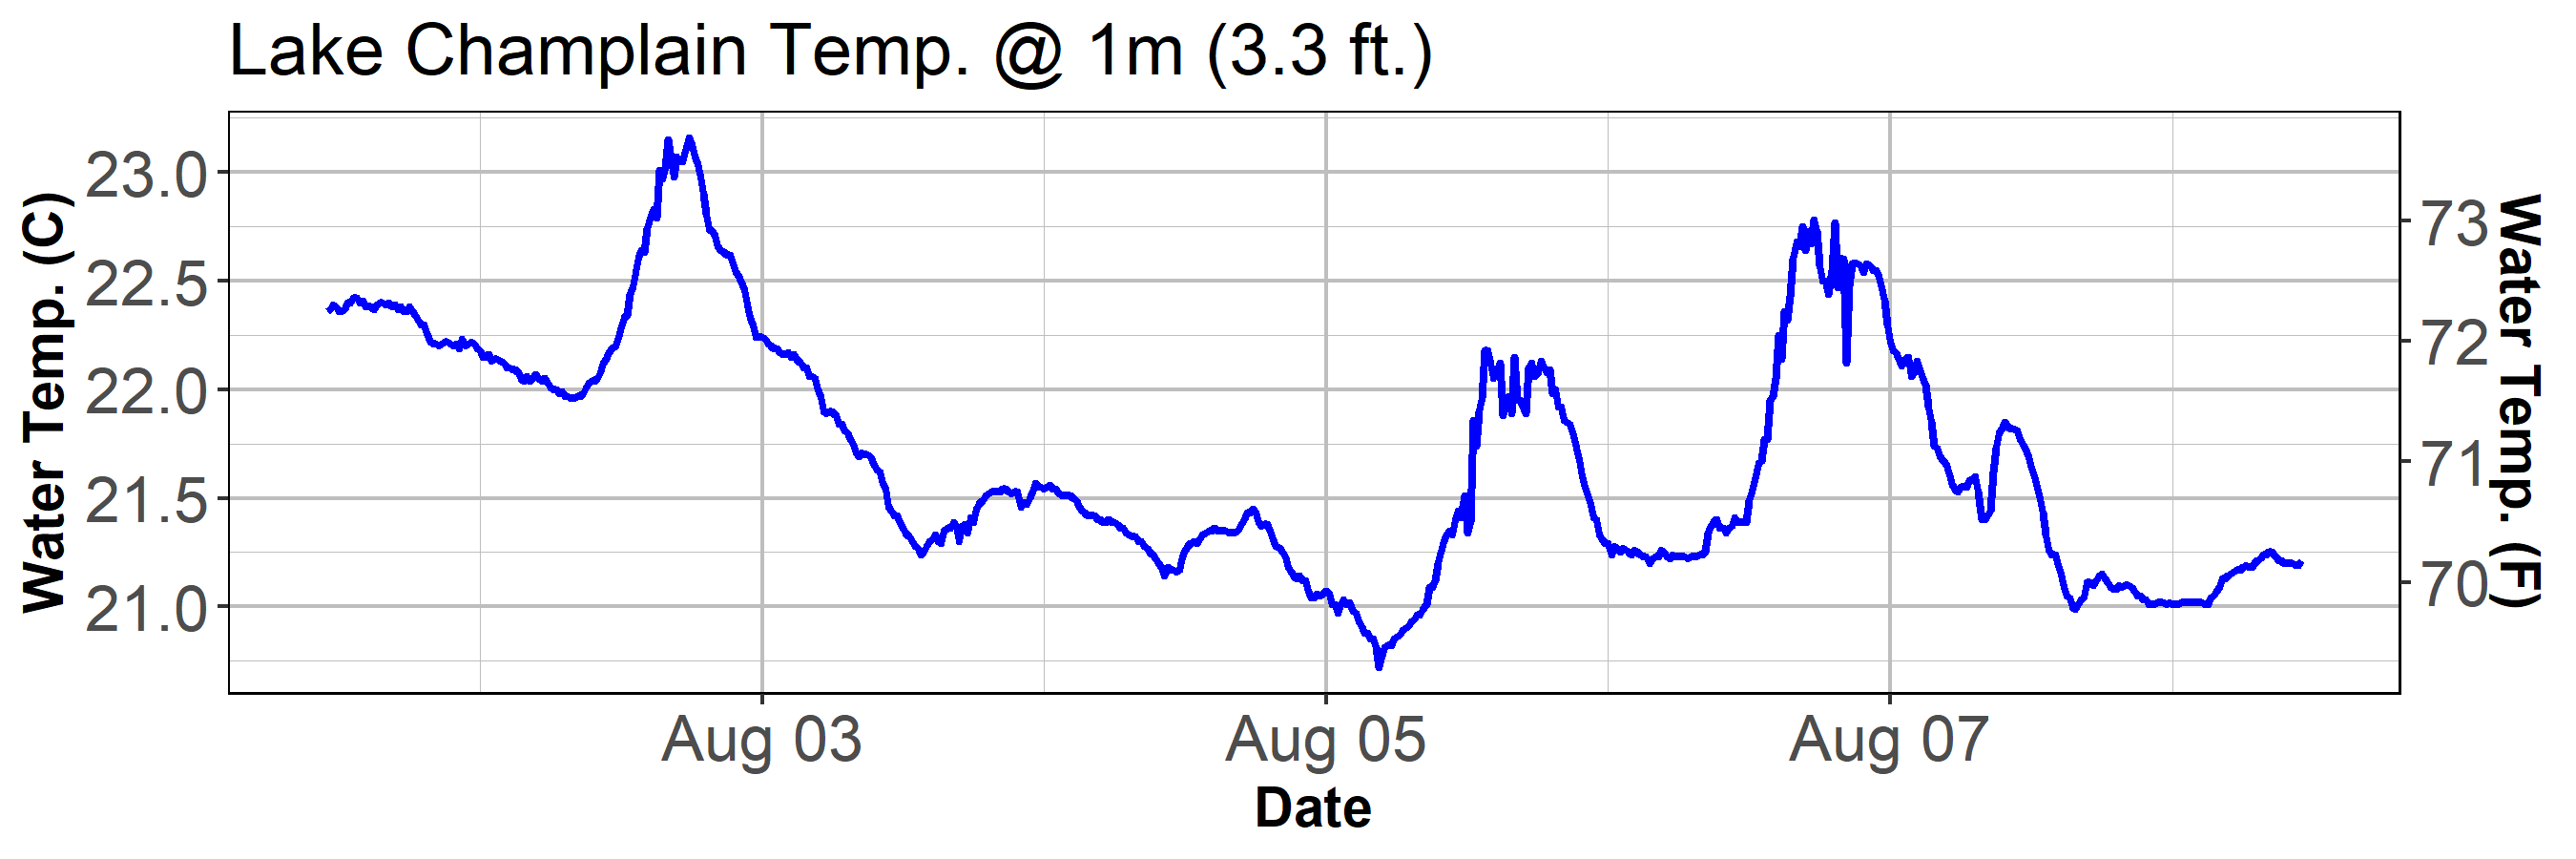 Lake Champlain Temp. @ 1m (3.3 ft.)
Water Temp. (C)
23.0
22.5
22.0
21.5
21.0
73
72
71
70
Water Temp. (F)
Aug 03
Aug 05
Aug 07
Date